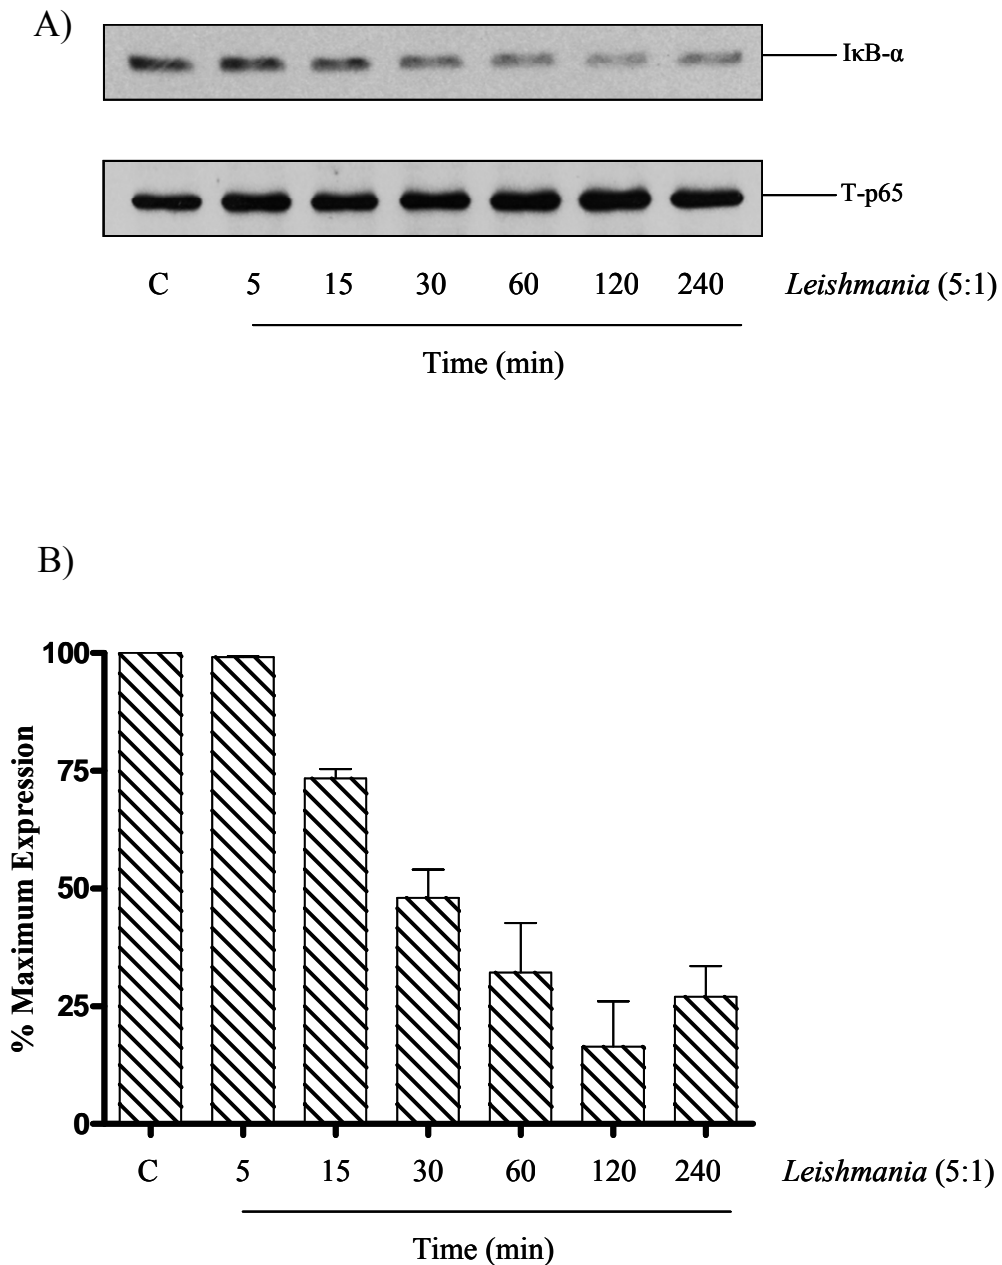 A)
IκB-α
T-p65
C 5 15 30 60 120 240 Leishmania (5:1)
Time (min)
B)
% Maximum Expression
100
75
50
25
0
C 5 15 30 60 120 240 Leishmania (5:1)
Time (min)